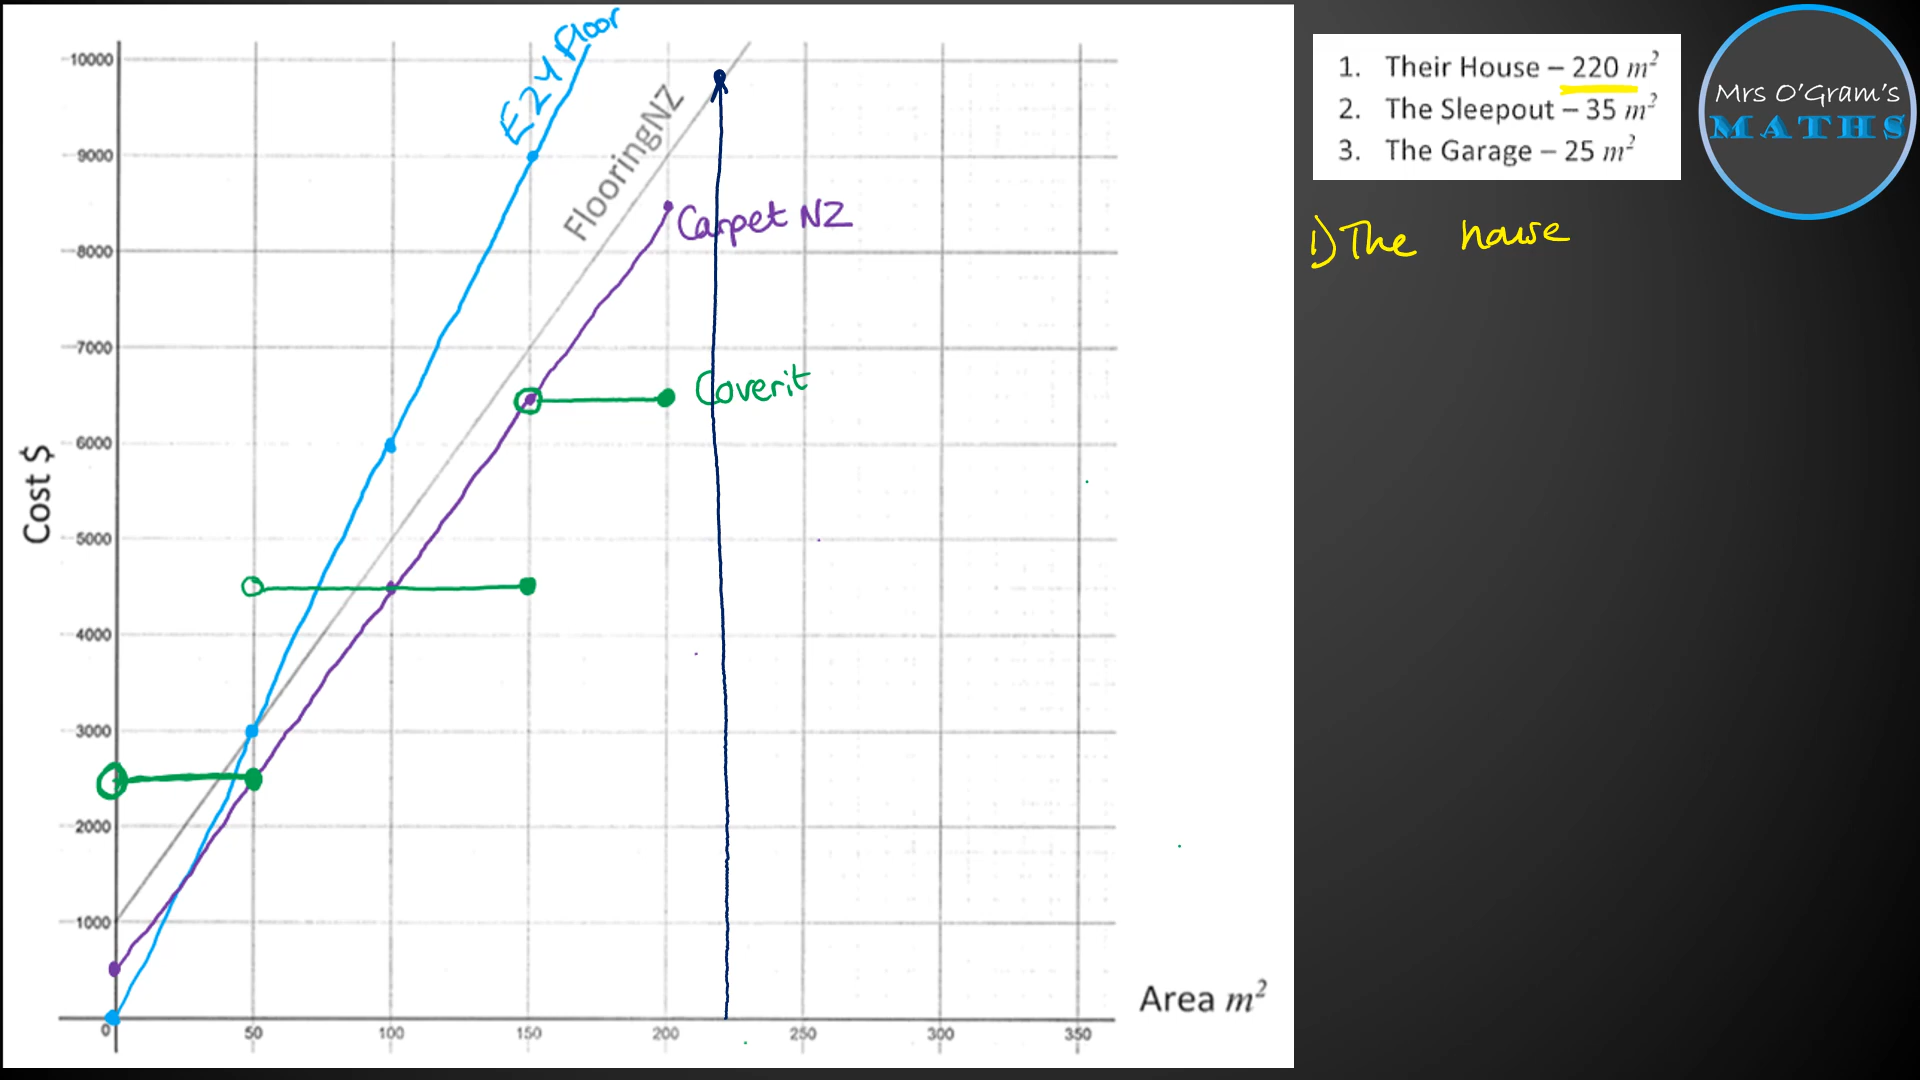 EZY Floor
FlooringNZ
Carpet NZ
Coverit
Cost $
10000
9000
8000
7000
6000
5000
4000
3000
2000
1000
0
50
100
150
200
250
300
350
Area m²
1. Their House – 220 m²
2. The Sleepout – 35 m²
3. The Garage – 25 m²
Mrs O'Gram's
MATHS
1) The house